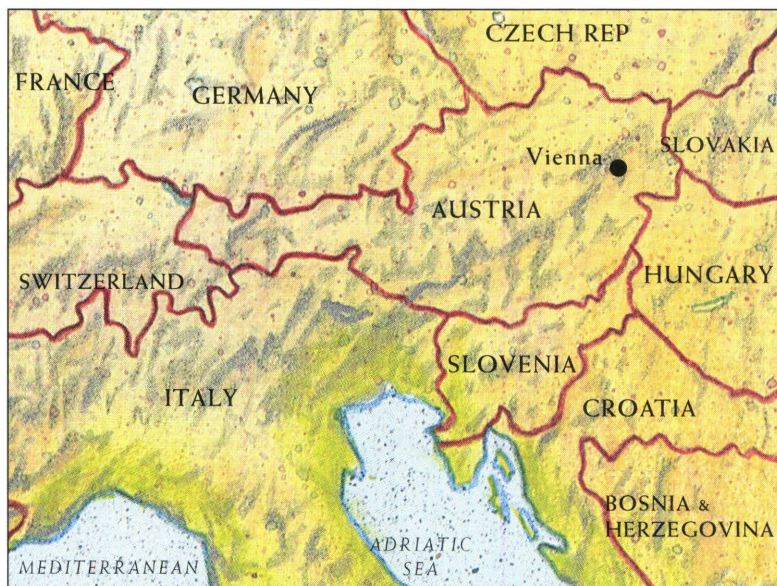 CZECH REP
FRANCE
GERMANY
SLOVAKIA
Vienna
AUSTRIA
SWITZERLAND
HUNGARY
SLOVENIA
ITALY
CROATIA
BOSNIA &
HERZEGOVINA
ADRIATIC
SEA
MEDITERRANEAN